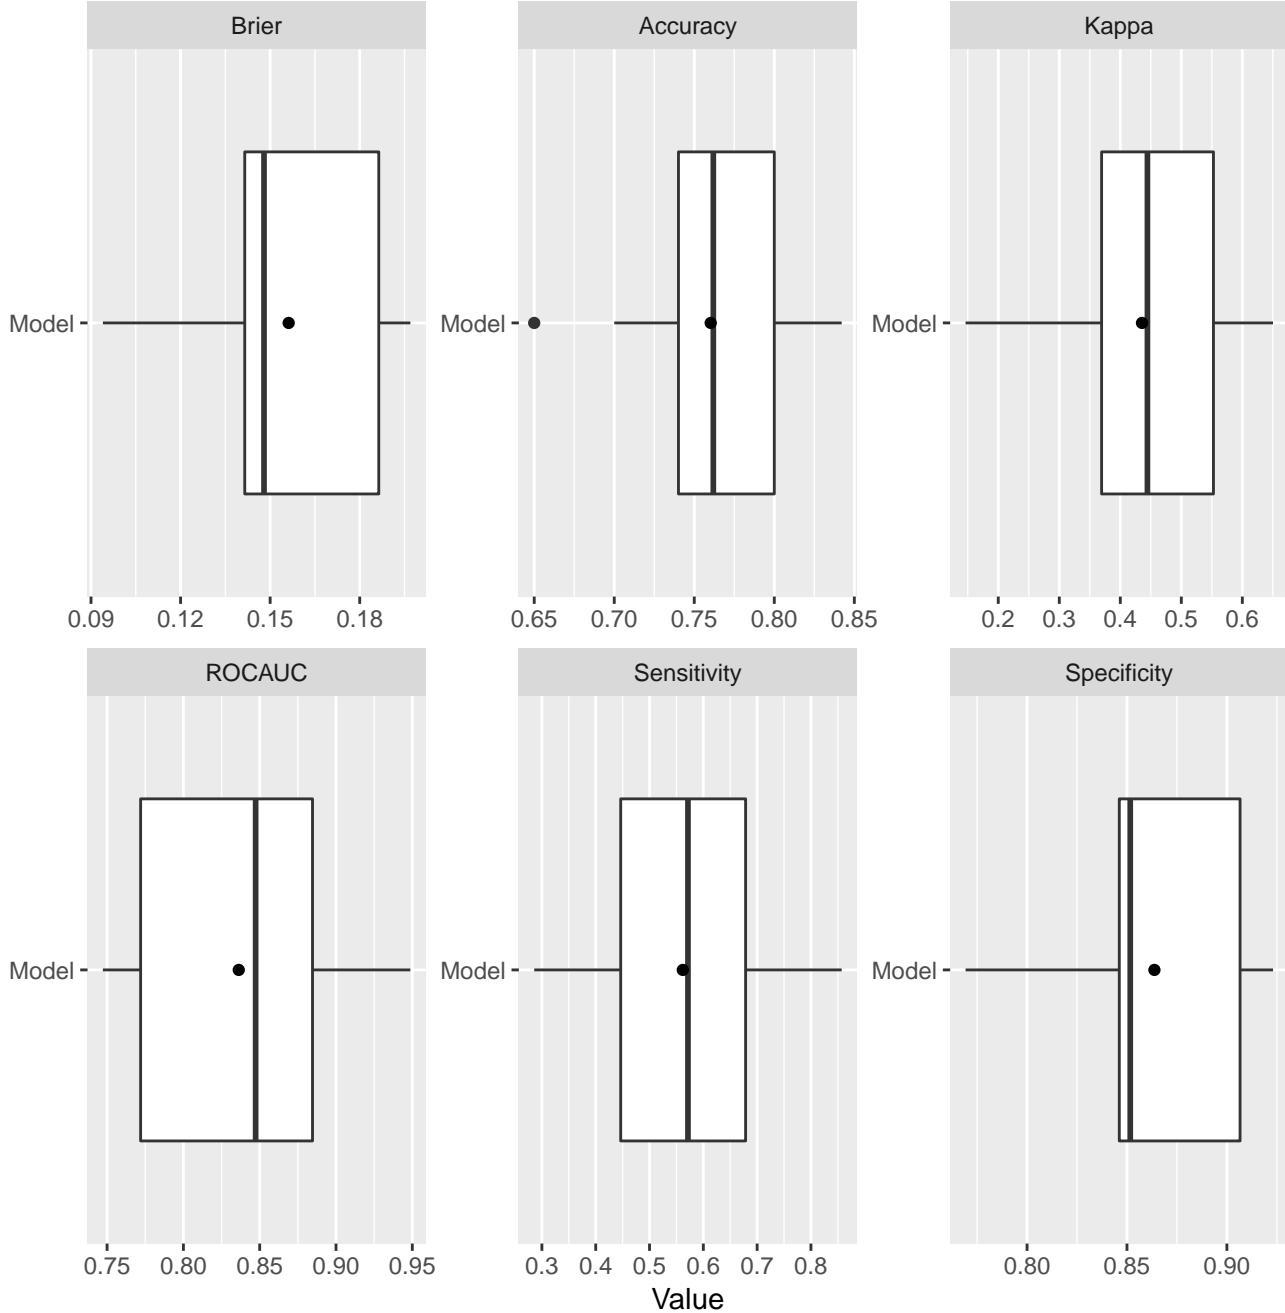 Brier Accuracy Kappa
Model Model Model
0.09 0.12 0.15 0.18 0.65 0.70 0.75 0.80 0.85 0.2 0.3 0.4 0.5 0.6
ROCAUC Sensitivity Specificity
Model Model Model
0.75 0.80 0.85 0.90 0.95 0.3 0.4 0.5 0.6 0.7 0.8 0.80 0.85 0.90
Value